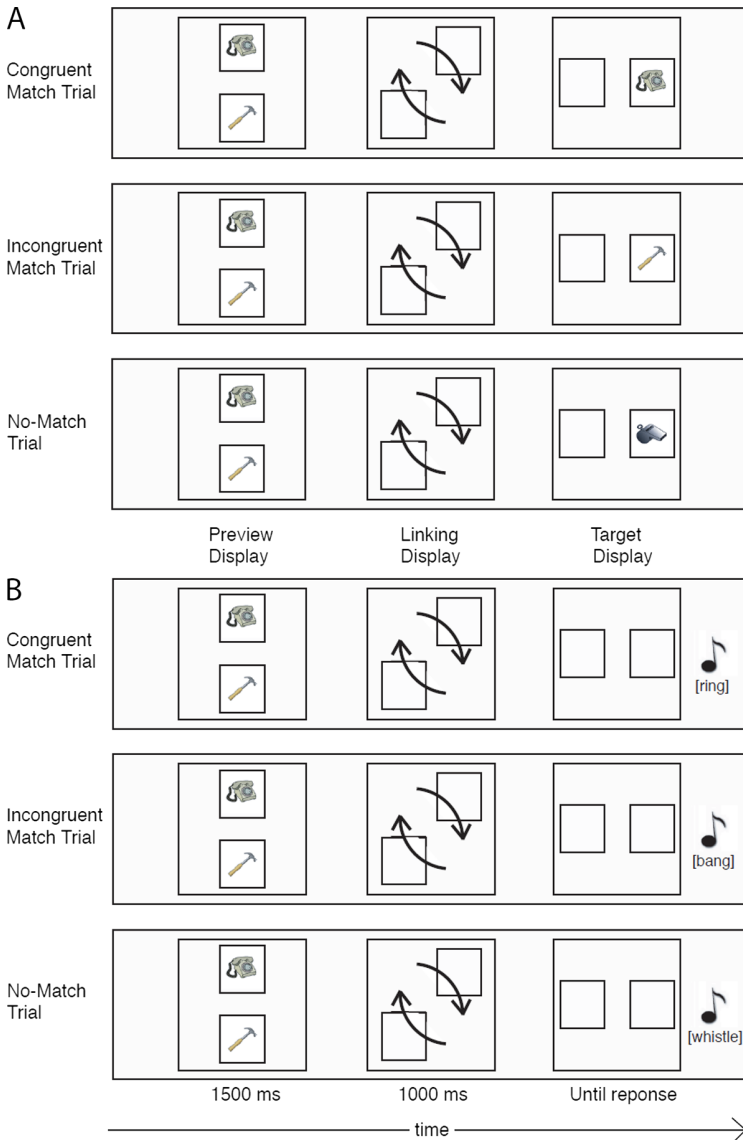 A
Congruent
Match Trial
Incongruent
Match Trial
No-Match
Trial
Preview
Display
Linking
Display
Target
Display
B
Congruent
Match Trial
[ring]
Incongruent
Match Trial
[bang]
No-Match
Trial
[whistle]
1500 ms
1000 ms
Until reponse
time